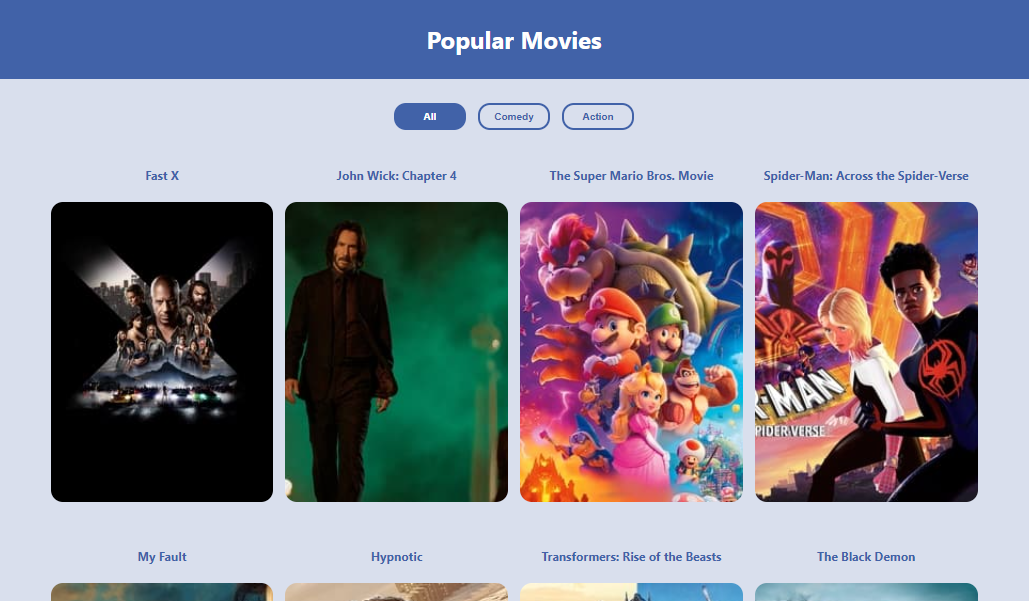 Popular Movies
All
Comedy
Action
Fast X
John Wick: Chapter 4
The Super Mario Bros. Movie
Spider-Man: Across the Spider-Verse
-MAN
PIDER-VERSE
My Fault
Hypnotic
Transformers: Rise of the Beasts
The Black Demon